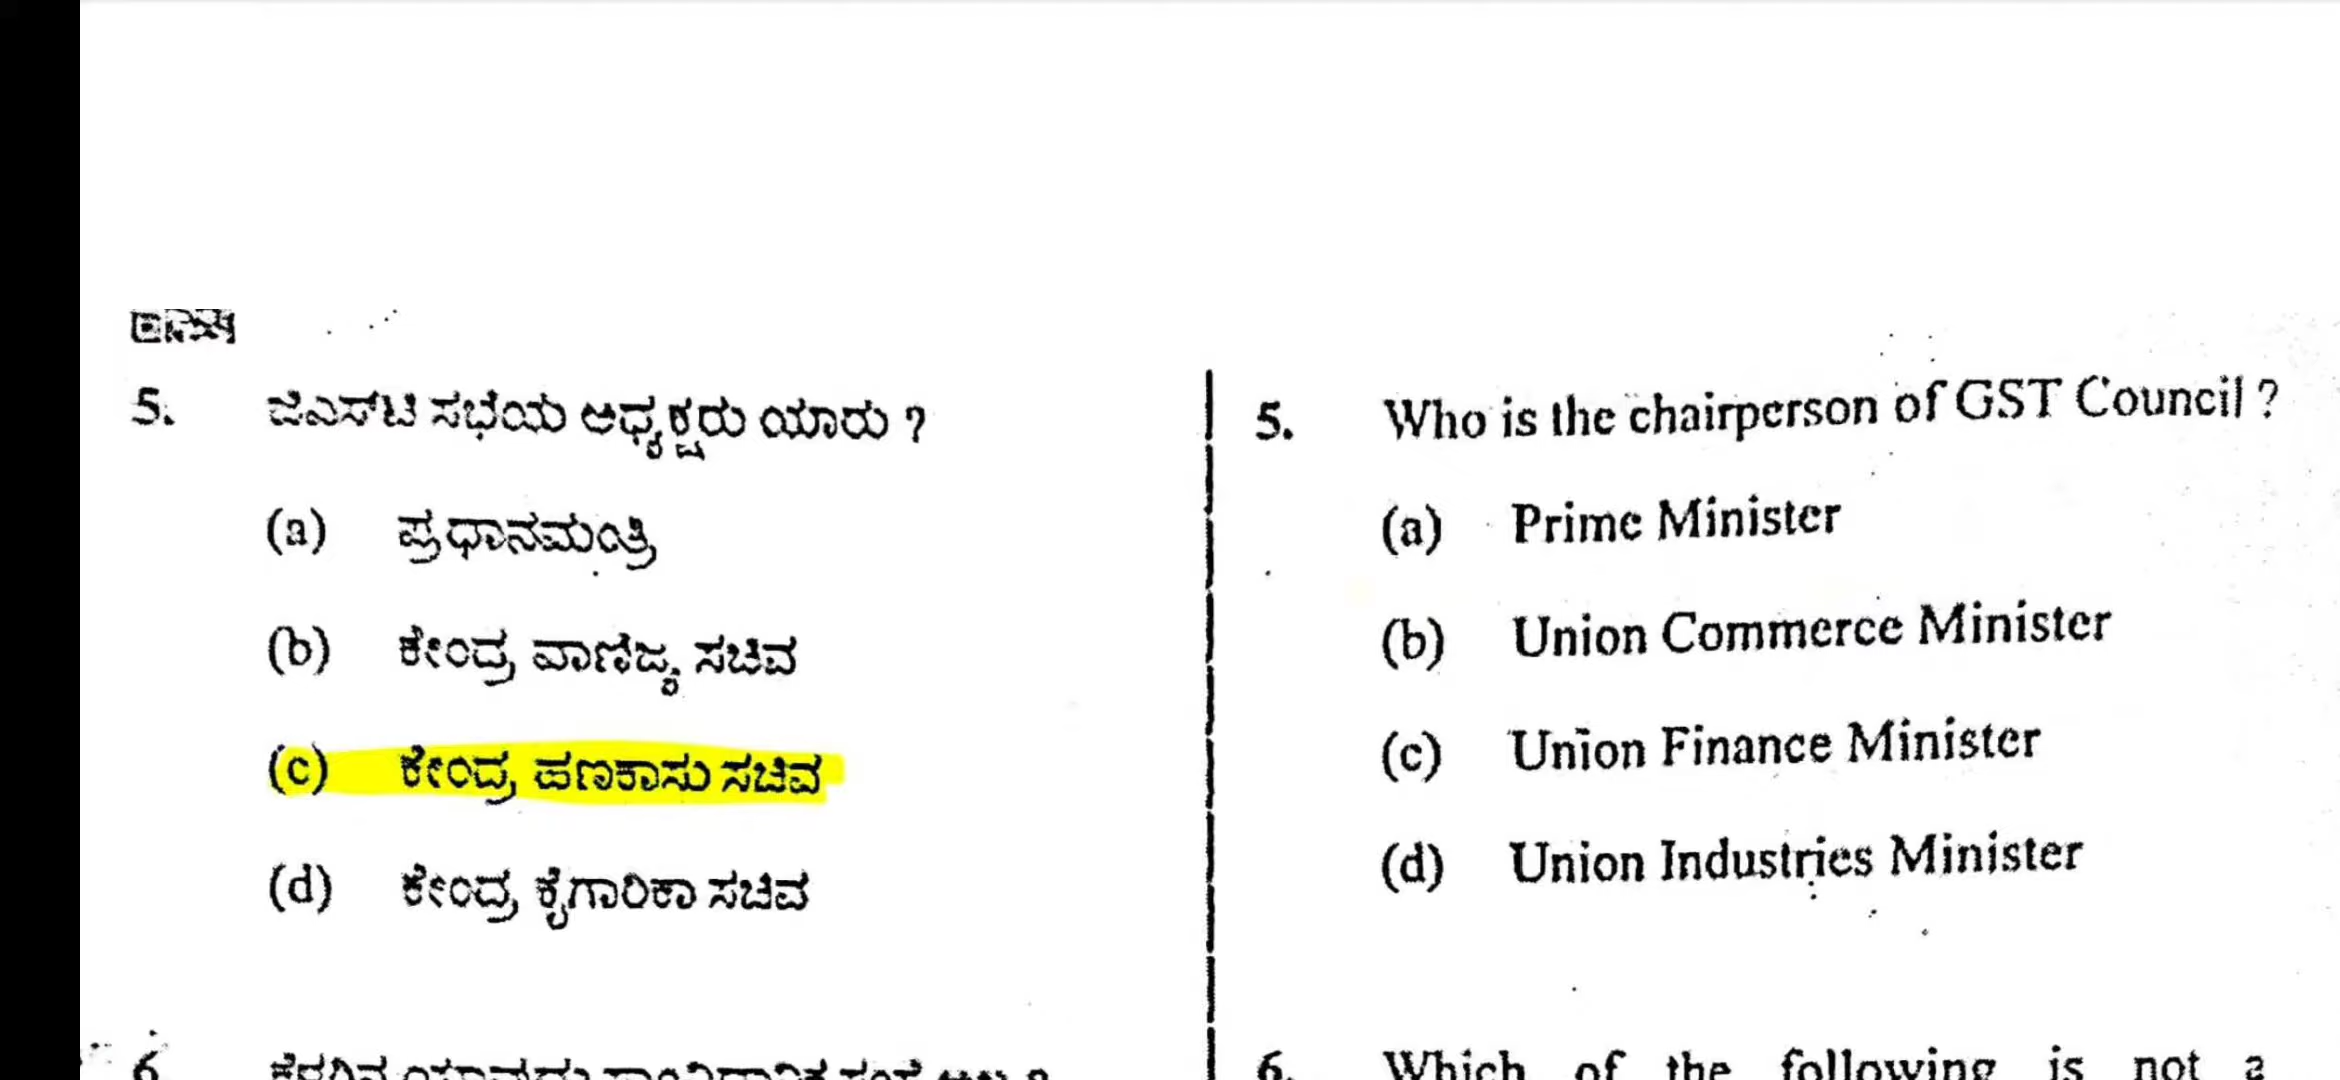 5. ಜಿಎಸ್‌ಟಿ ಸಭೆಯ ಅಧ್ಯಕ್ಷರು ಯಾರು ?
(a) ಪ್ರಧಾನಮಂತ್ರಿ
(b) ಕೇಂದ್ರ ವಾಣಿಜ್ಯ ಸಚಿವ
(c) ಕೇಂದ್ರ ಹಣಕಾಸು ಸಚಿವ
(d) ಕೇಂದ್ರ ಕೈಗಾರಿಕಾ ಸಚಿವ
6.
5. Who is the chairperson of GST Council ?
(a) Prime Minister
(b) Union Commerce Minister
(c) Union Finance Minister
(d) Union Industries Minister
6. Which of the following is not a